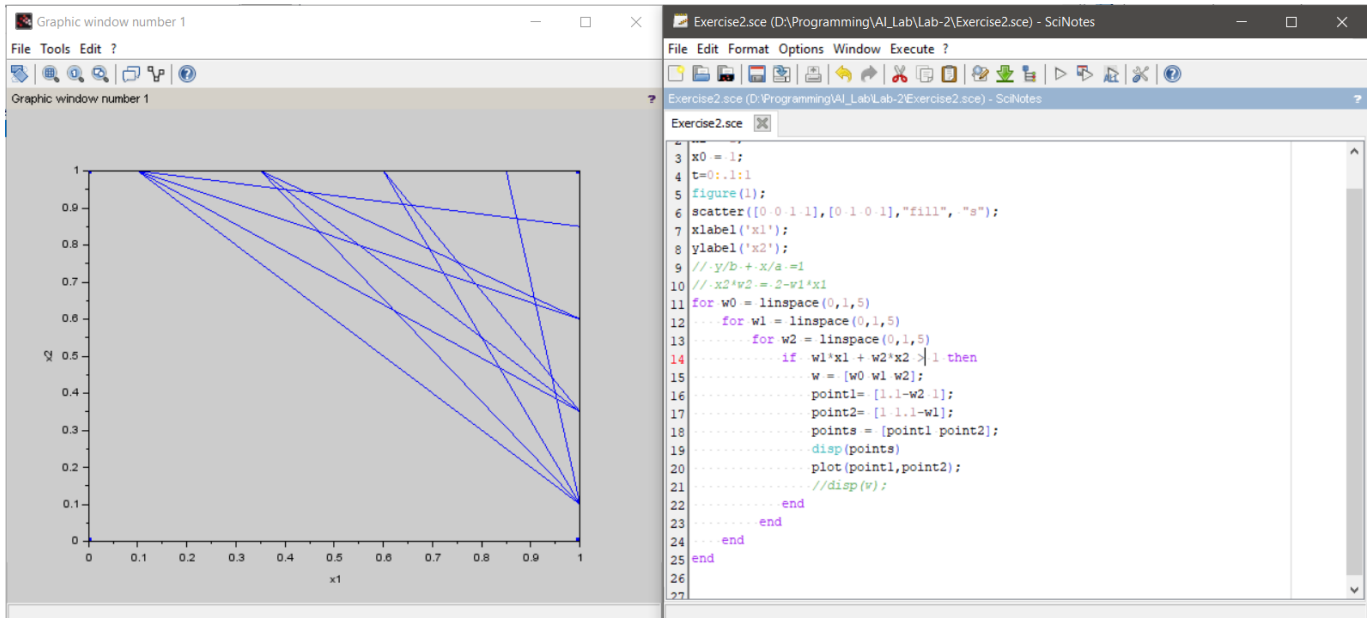 Graphic window number 1
File Tools Edit ?
Graphic window number 1
?
1
0.9
0.8
0.7
0.6
0.5
0.4
0.3
0.2
0.1
0
x2
0 0.1 0.2 0.3 0.4 0.5 0.6 0.7 0.8 0.9 1
x1
Exercise2.sce (D:\Programming\AI_Lab\Lab-2\Exercise2.sce) - SciNotes
File Edit Format Options Window Execute ?
Exercise2.sce (D:\Programming\AI_Lab\Lab-2\Exercise2.sce) - SciNotes
?
Exercise2.sce
3 x0 = 1;
4 t=0:.1:1
5 figure(1);
6 scatter([0 0 1 1],[0 1 0 1],"fill", "s");
7 xlabel('x1');
8 ylabel('x2');
9 // y/b + x/a =1
10 // x2*w2 = 2-w1*x1
11 for w0 = linspace(0,1,5)
12 for w1 = linspace(0,1,5)
13 for w2 = linspace(0,1,5)
14 if w1*x1 + w2*x2 > 1 then
15 w = [w0 w1 w2];
16 point1= [1.1-w2 1];
17 point2= [1 1.1-w1];
18 points = [point1 point2];
19 disp(points)
20 plot(point1,point2);
21 //disp(w);
22 end
23 end
24 end
25 end
26
27